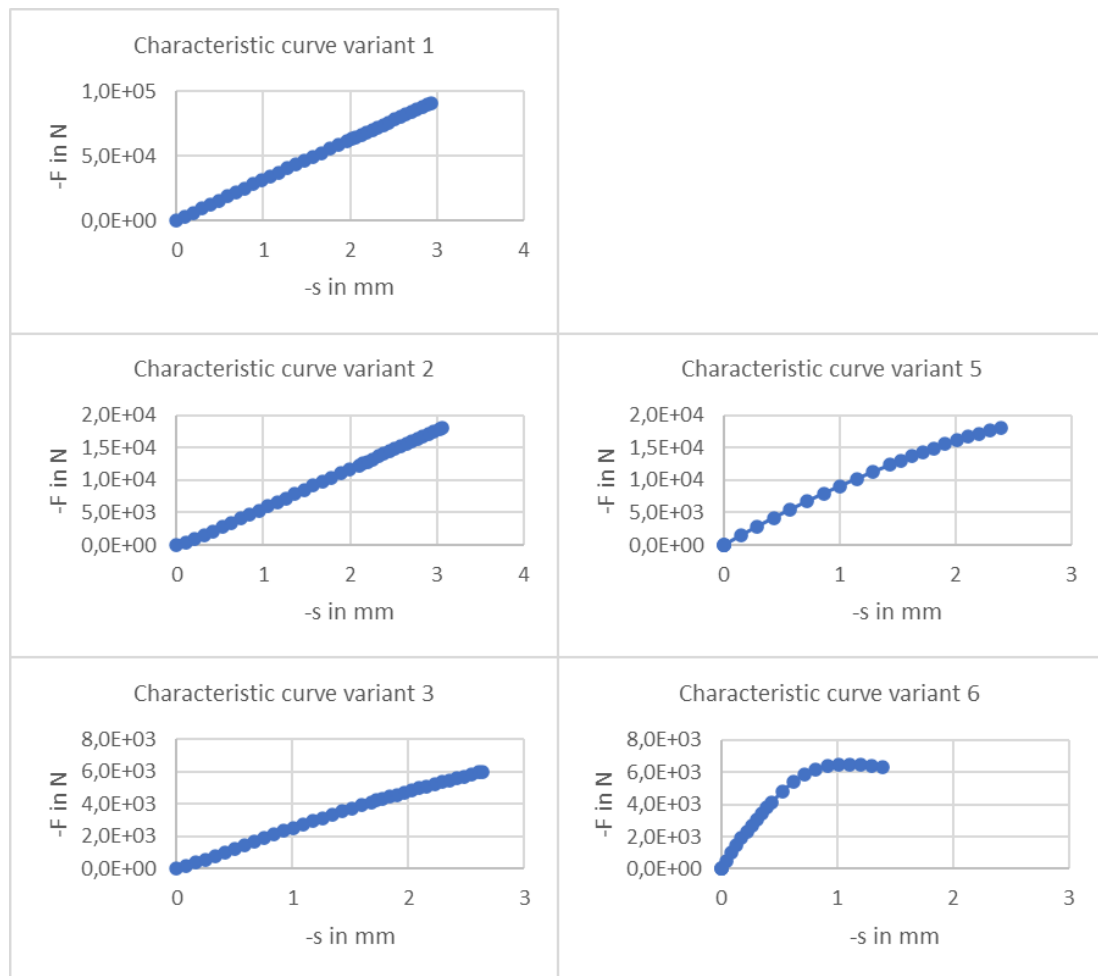 Characteristic curve variant 1
1,0E+05
5,0E+04
0,0E+00
-F in N
0 1 2 3 4
-s in mm
Characteristic curve variant 2
2,0E+04
1,5E+04
1,0E+04
5,0E+03
0,0E+00
-F in N
0 1 2 3 4
-s in mm
Characteristic curve variant 5
2,0E+04
1,5E+04
1,0E+04
5,0E+03
0,0E+00
-F in N
0 1 2 3
-s in mm
Characteristic curve variant 3
8,0E+03
6,0E+03
4,0E+03
2,0E+03
0,0E+00
-F in N
0 1 2 3
-s in mm
Characteristic curve variant 6
8,0E+03
6,0E+03
4,0E+03
2,0E+03
0,0E+00
-F in N
0 1 2 3
-s in mm